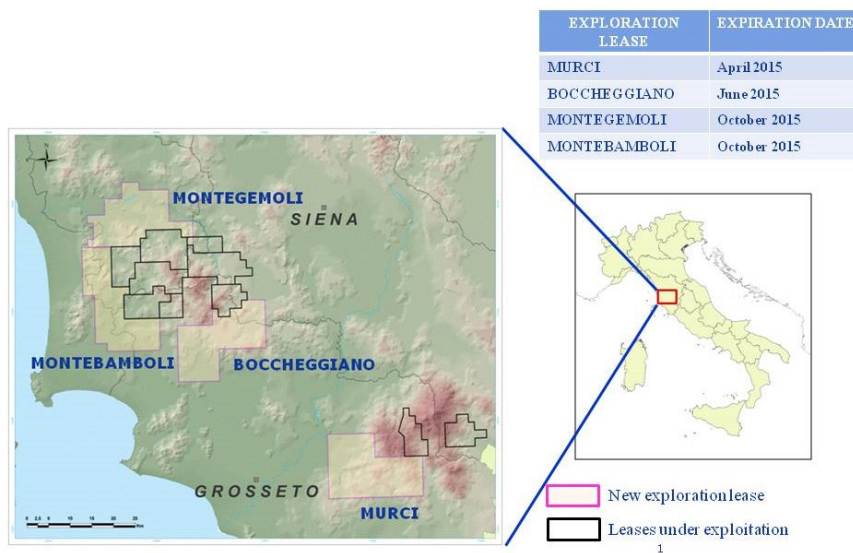 EXPLORATION LEASE EXPIRATION DATE
MURCI April 2015
BOCCHEGGIANO June 2015
MONTEGEMOLI October 2015
MONTEBAMBOLI October 2015
N
MONTEGEMOLI
SIENA
MONTEBAMBOLI
BOCCHEGGIANO
GROSSETO
MURCI
New exploration lease
Leases under exploitation
1